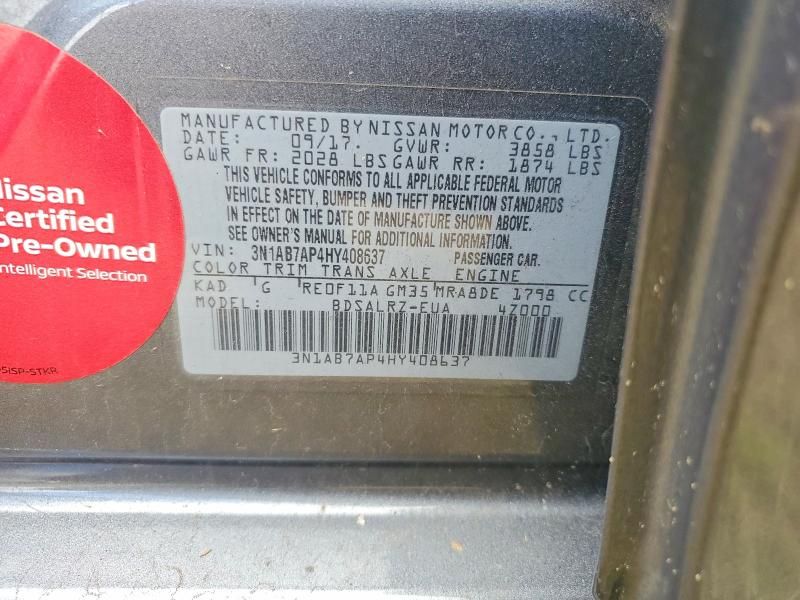 Nissan
Certified
Pre-Owned
Intelligent Selection
MANUFACTURED BY NISSAN MOTOR CO., LTD.
DATE: 09/17. GVWR: 3858 LBS
GAWR FR: 2028 LBS GAWR RR: 1874 LBS
THIS VEHICLE CONFORMS TO ALL APPLICABLE FEDERAL MOTOR
VEHICLE SAFETY, BUMPER AND THEFT PREVENTION STANDARDS
IN EFFECT ON THE DATE OF MANUFACTURE SHOWN ABOVE.
SEE OWNER'S MANUAL FOR ADDITIONAL INFORMATION.
VIN: 3N1AB7AP4HY408637 PASSENGER CAR.
COLOR TRIM TRANS AXLE ENGINE
KAD G RE0F11A GM35 MRA8DE 1798 CC
MODEL: BDSALRZ-EUA 47000
3N1AB7AP4HY408637